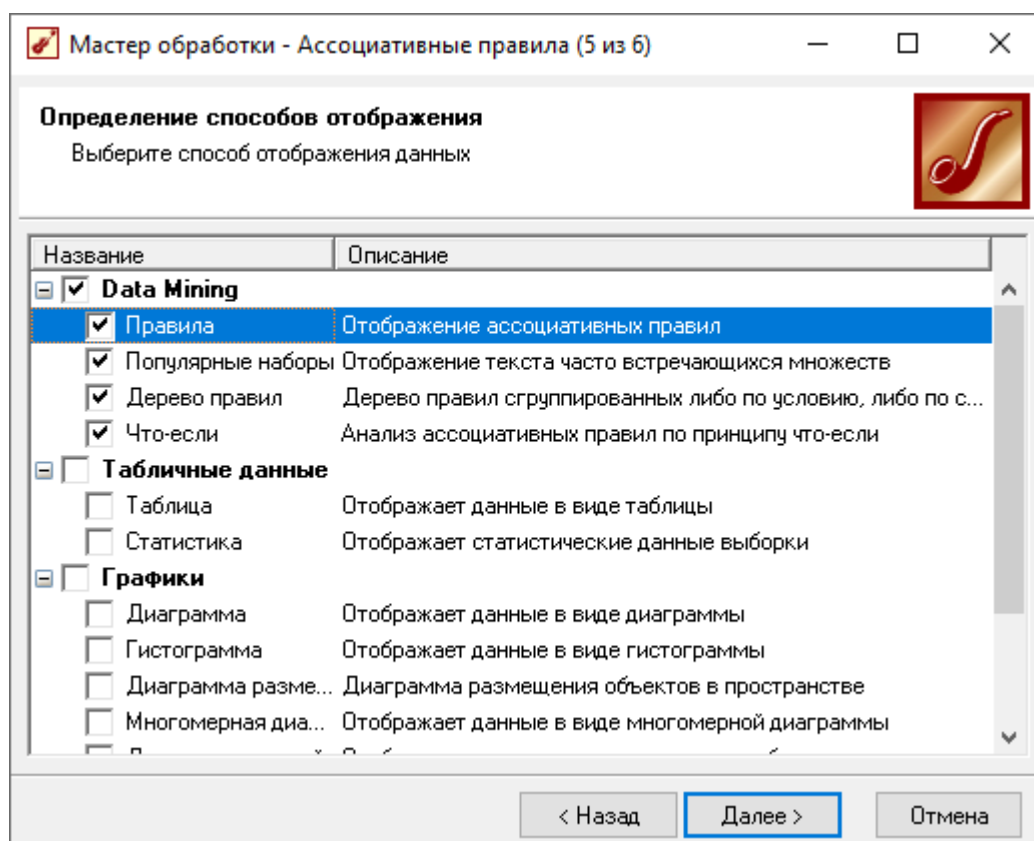 Мастер обработки - Ассоциативные правила (5 из 6)
Определение способов отображения
Выберите способ отображения данных
Название Описание
Data Mining
Правила Отображение ассоциативных правил
Популярные наборы Отображение текста часто встречающихся множеств
Дерево правил Дерево правил сгруппированных либо по условию, либо по с...
Что-если Анализ ассоциативных правил по принципу что-если
Табличные данные
Таблица Отображает данные в виде таблицы
Статистика Отображает статистические данные выборки
Графики
Диаграмма Отображает данные в виде диаграммы
Гистограмма Отображает данные в виде гистограммы
Диаграмма разме... Диаграмма размещения объектов в пространстве
Многомерная диа... Отображает данные в виде многомерной диаграммы
< Назад Далее > Отмена